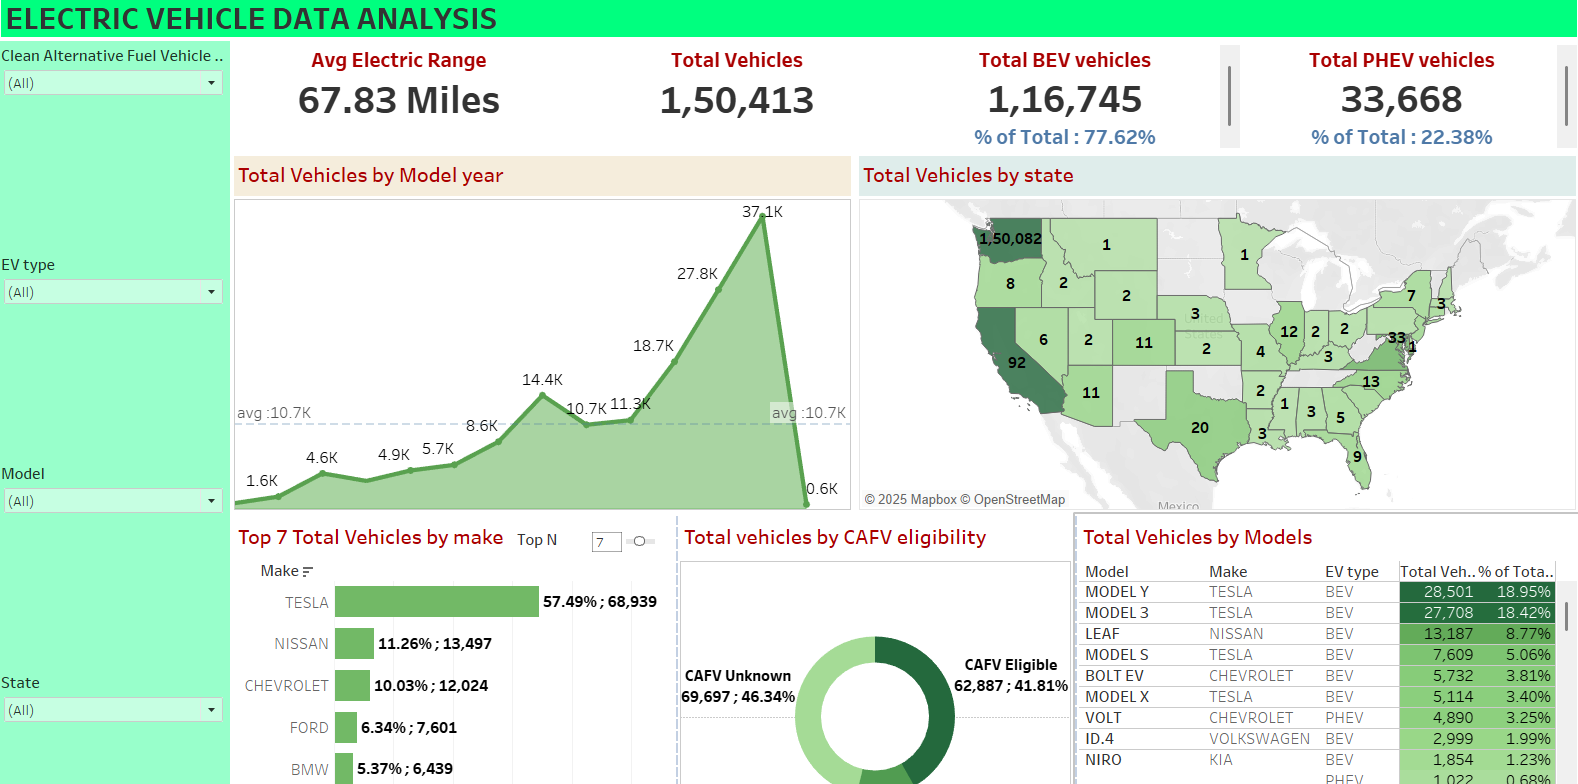 ELECTRIC VEHICLE DATA ANALYSIS
Clean Alternative Fuel Vehicle ..
(All)
EV type
(All)
Model
(All)
State
(All)
Avg Electric Range
67.83 Miles
Total Vehicles
1,50,413
Total BEV vehicles
1,16,745
% of Total : 77.62%
Total PHEV vehicles
33,668
% of Total : 22.38%
Total Vehicles by Model year
37.1K
27.8K
18.7K
14.4K
10.7K
11.3K
8.6K
5.7K
4.9K
4.6K
1.6K
0.6K
avg :10.7K
avg :10.7K
Total Vehicles by state
1,50,082
1
1
8
2
2
7
3
3
12
2
2
33
1
6
2
11
2
4
3
92
11
2
13
20
1
3
5
3
9
United States
Mexico
© 2025 Mapbox © OpenStreetMap
Top 7 Total Vehicles by make
Top N
7
Make
TESLA 57.49% ; 68,939
NISSAN 11.26% ; 13,497
CHEVROLET 10.03% ; 12,024
FORD 6.34% ; 7,601
BMW 5.37% ; 6,439
Total vehicles by CAFV eligibility
CAFV Unknown
69,697 ; 46.34%
CAFV Eligible
62,887 ; 41.81%
Total Vehicles by Models
Model Make EV type Total Veh.. % of Tota..
MODEL Y TESLA BEV 28,501 18.95%
MODEL 3 TESLA BEV 27,708 18.42%
LEAF NISSAN BEV 13,187 8.77%
MODEL S TESLA BEV 7,609 5.06%
BOLT EV CHEVROLET BEV 5,732 3.81%
MODEL X TESLA BEV 5,114 3.40%
VOLT CHEVROLET PHEV 4,890 3.25%
ID.4 VOLKSWAGEN BEV 2,999 1.99%
NIRO KIA BEV 1,854 1.23%
PHEV 1,022 0.68%